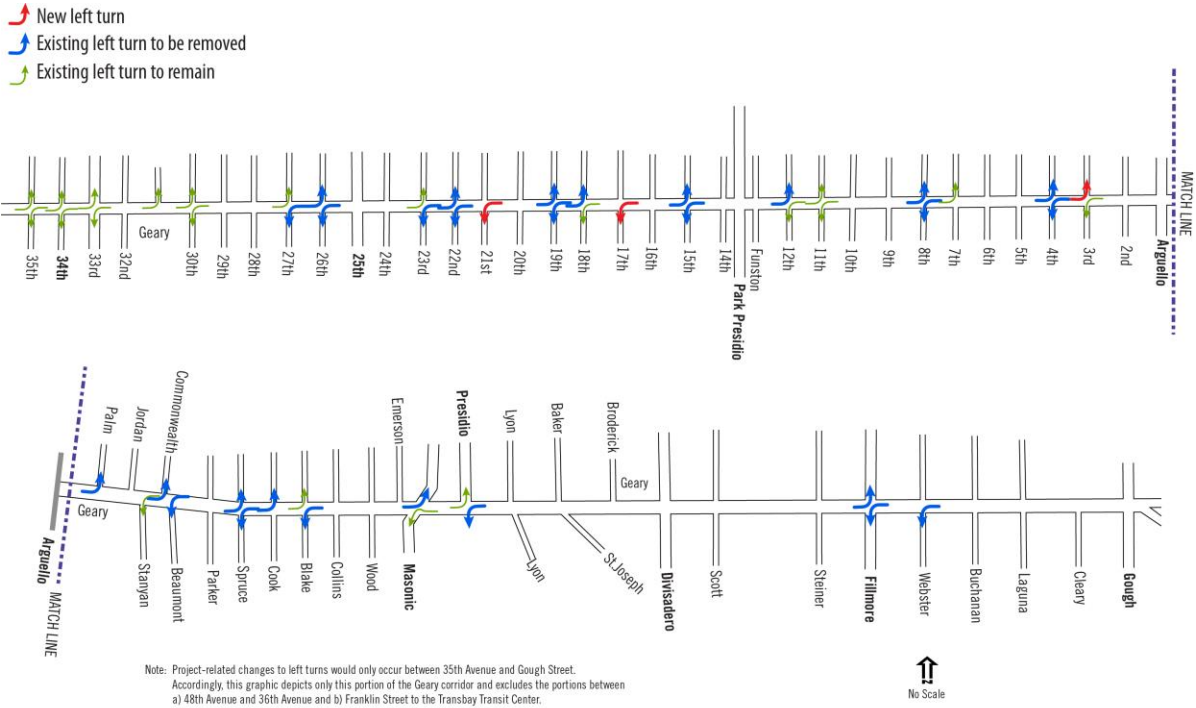 New left turn
Existing left turn to be removed
Existing left turn to remain
Geary
35th
34th
33rd
32nd
30th
29th
28th
27th
26th
25th
24th
23rd
22nd
21st
20th
19th
18th
17th
16th
15th
14th
Park Presidio
Funston
12th
11th
10th
9th
8th
7th
6th
5th
4th
3rd
2nd
Arguello
MATCH LINE
Palm
Jordan
Commonwealth
Emerson
Presidio
Lyon
Baker
Broderick
Geary
Geary
Arguello
MATCH LINE
Stanyan
Beaumont
Parker
Spruce
Cook
Blake
Collins
Wood
Masonic
Lyon
St.Joseph
Divisadero
Scott
Steiner
Fillmore
Webster
Buchanan
Laguna
Cleary
Gough
Note: Project-related changes to left turns would only occur between 35th Avenue and Gough Street.
Accordingly, this graphic depicts only this portion of the Geary corridor and excludes the portions between
a) 48th Avenue and 36th Avenue and b) Franklin Street to the Transbay Transit Center.
No Scale